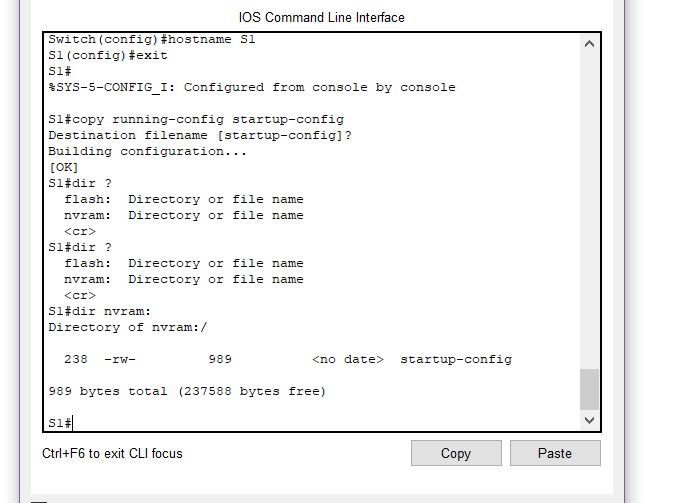 IOS Command Line Interface
Switch(config)#hostname S1
S1(config)#exit
S1#
%SYS-5-CONFIG_I: Configured from console by console
S1#copy running-config startup-config
Destination filename [startup-config]?
Building configuration...
[OK]
S1#dir ?
flash:  Directory or file name
nvram:  Directory or file name
<cr>
S1#dir ?
flash:  Directory or file name
nvram:  Directory or file name
<cr>
S1#dir nvram:
Directory of nvram:/
238  -rw-         989          <no date>  startup-config
989 bytes total (237588 bytes free)
S1#
Ctrl+F6 to exit CLI focus
Copy
Paste